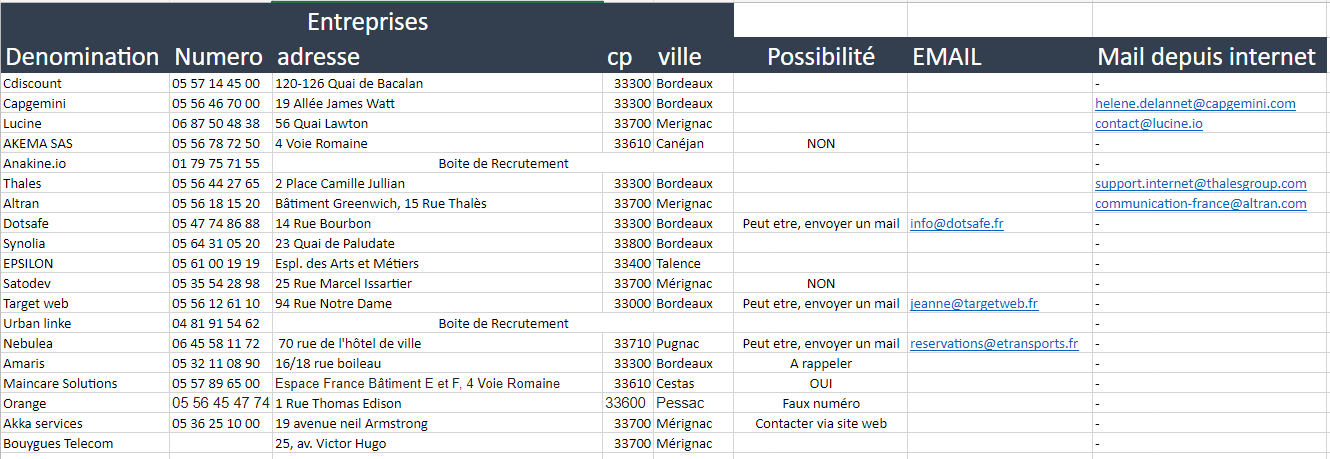 Entreprises
Denomination Numero adresse cp ville Possibilité EMAIL Mail depuis internet
Cdiscount 05 57 14 45 00 120-126 Quai de Bacalan 33300 Bordeaux -
Capgemini 05 56 46 70 00 19 Allée James Watt 33300 Bordeaux helene.delannet@capgemini.com
Lucine 06 87 50 48 38 56 Quai Lawton 33700 Merignac contact@lucine.io
AKEMA SAS 05 56 78 72 50 4 Voie Romaine 33610 Canéjan NON -
Anakine.io 01 79 75 71 55 Boite de Recrutement -
Thales 05 56 44 27 65 2 Place Camille Jullian 33300 Bordeaux support.internet@thalesgroup.com
Altran 05 56 18 15 20 Bâtiment Greenwich, 15 Rue Thalès 33700 Merignac communication-france@altran.com
Dotsafe 05 47 74 86 88 14 Rue Bourbon 33300 Bordeaux Peut etre, envoyer un mail info@dotsafe.fr -
Synolia 05 64 31 05 20 23 Quai de Paludate 33800 Bordeaux -
EPSILON 05 61 00 19 19 Espl. des Arts et Métiers 33400 Talence -
Satodev 05 35 54 28 98 25 Rue Marcel Issartier 33700 Mérignac NON -
Target web 05 56 12 61 10 94 Rue Notre Dame 33000 Bordeaux Peut etre, envoyer un mail jeanne@targetweb.fr -
Urban linke 04 81 91 54 62 Boite de Recrutement -
Nebulea 06 45 58 11 72 70 rue de l'hôtel de ville 33710 Pugnac Peut etre, envoyer un mail reservations@etransports.fr -
Amaris 05 32 11 08 90 16/18 rue boileau 33300 Bordeaux A rappeler -
Maincare Solutions 05 57 89 65 00 Espace France Bâtiment E et F, 4 Voie Romaine 33610 Cestas OUI -
Orange 05 56 45 47 74 1 Rue Thomas Edison 33600 Pessac Faux numéro -
Akka services 05 36 25 10 00 19 avenue neil Armstrong 33700 Mérignac Contacter via site web -
Bouygues Telecom 25, av. Victor Hugo 33700 Mérignac -